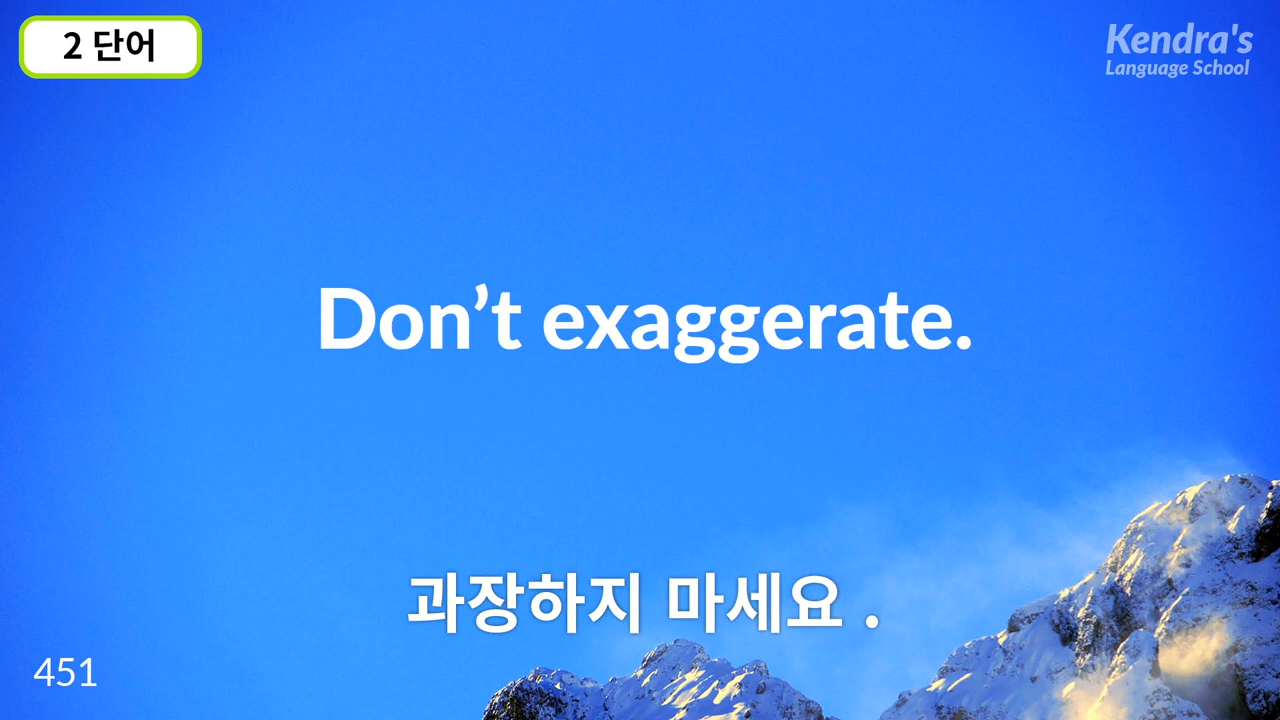 2 단어
Kendra's
Language School
Don’t exaggerate.
과장하지 마세요 .
451